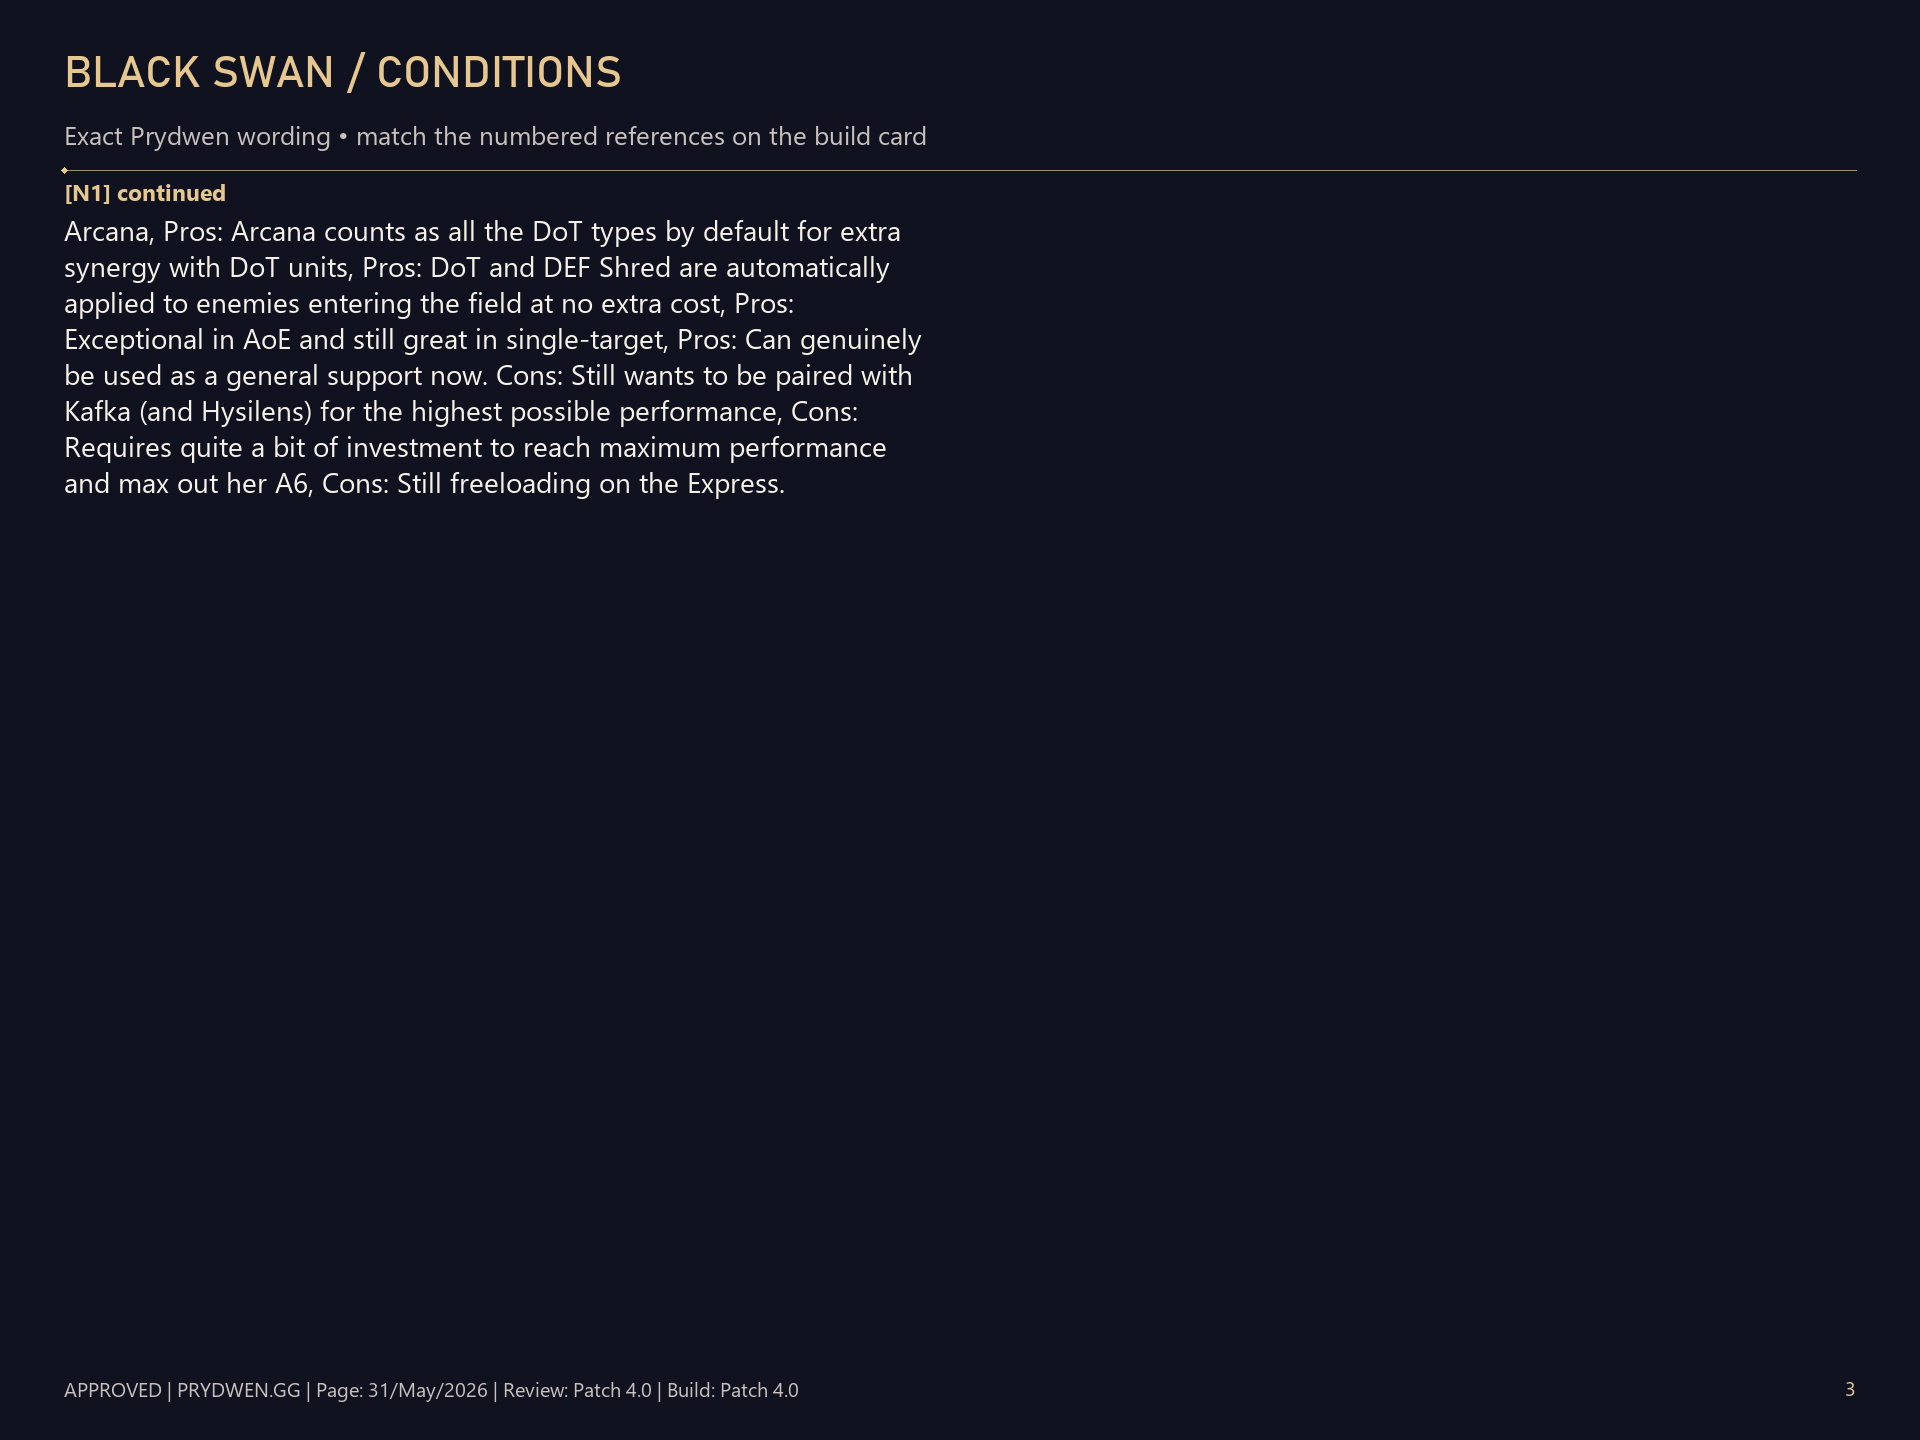 BLACK SWAN / CONDITIONS
Exact Prydwen wording • match the numbered references on the build card
[N1] continued
Arcana, Pros: Arcana counts as all the DoT types by default for extra
synergy with DoT units, Pros: DoT and DEF Shred are automatically
applied to enemies entering the field at no extra cost, Pros:
Exceptional in AoE and still great in single-target, Pros: Can genuinely
be used as a general support now. Cons: Still wants to be paired with
Kafka (and Hysilens) for the highest possible performance, Cons:
Requires quite a bit of investment to reach maximum performance
and max out her A6, Cons: Still freeloading on the Express.
APPROVED | PRYDWEN.GG | Page: 31/May/2026 | Review: Patch 4.0 | Build: Patch 4.0
3